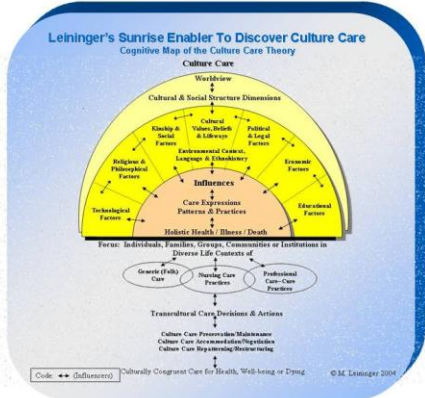 Leininger's Sunrise Enabler To Discover Culture Care
Cognitive Map of the Culture Care Theory
Culture Care
Worldview
Cultural & Social Structure Dimensions
Kinship &
Social
Factors
Cultural
Values, Beliefs
& Lifeways
Political
& Legal
Factors
Environmental Context,
Language & Ethnohistory
Religious &
Philosophical
Factors
Economic
Factors
Technological
Factors
Educational
Factors
Influences
Care Expressions
Patterns & Practices
Holistic Health / Illness / Death
Focus: Individuals, Families, Groups, Communities or Institutions in
Diverse Life Contexts of
Generic (Folk)
Care
Nursing Care
Practices
Professional
Care–Cure
Practices
Transcultural Care Decisions & Actions
Culture Care Preservation/Maintenance
Culture Care Accommodation/Negotiation
Culture Care Repatterning/Restructuring
Code: ↔ (Influencers)
Culturally Congruent Care for Health, Well-being or Dying
© M. Leininger 2004